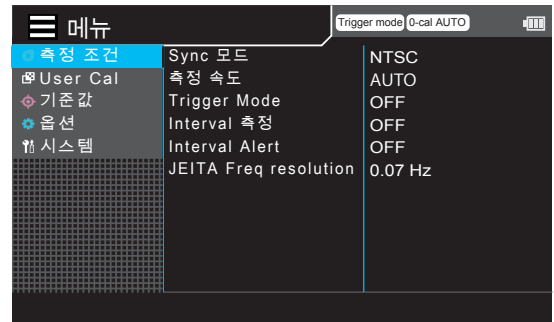 메뉴
Trigger mode 0-cal AUTO
측정 조건
User Cal
기준값
옵션
시스템
Sync 모드 NTSC
측정 속도 AUTO
Trigger Mode OFF
Interval 측정 OFF
Interval Alert OFF
JEITA Freq resolution 0.07 Hz